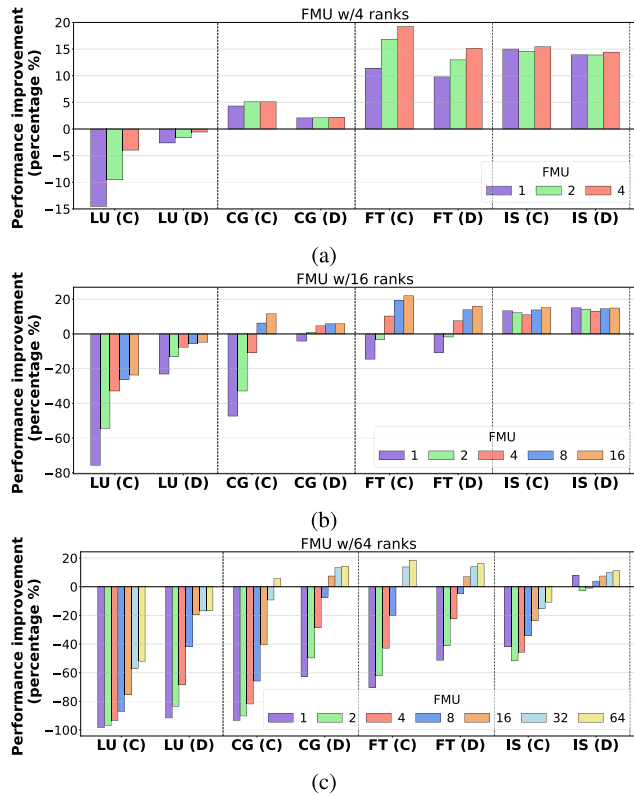 (a)
FMU w/4 ranks
Performance improvement
(percentage %)
20
15
10
5
0
−5
−10
−15
FMU
1 2 4
LU (C) LU (D) CG (C) CG (D) FT (C) FT (D) IS (C) IS (D)
(a)
FMU w/16 ranks
Performance improvement
(percentage %)
20
0
−20
−40
−60
−80
FMU
1 2 4 8 16
LU (C) LU (D) CG (C) CG (D) FT (C) FT (D) IS (C) IS (D)
(b)
FMU w/64 ranks
Performance improvement
(percentage %)
20
0
−20
−40
−60
−80
−100
FMU
1 2 4 8 16 32 64
LU (C) LU (D) CG (C) CG (D) FT (C) FT (D) IS (C) IS (D)
(c)